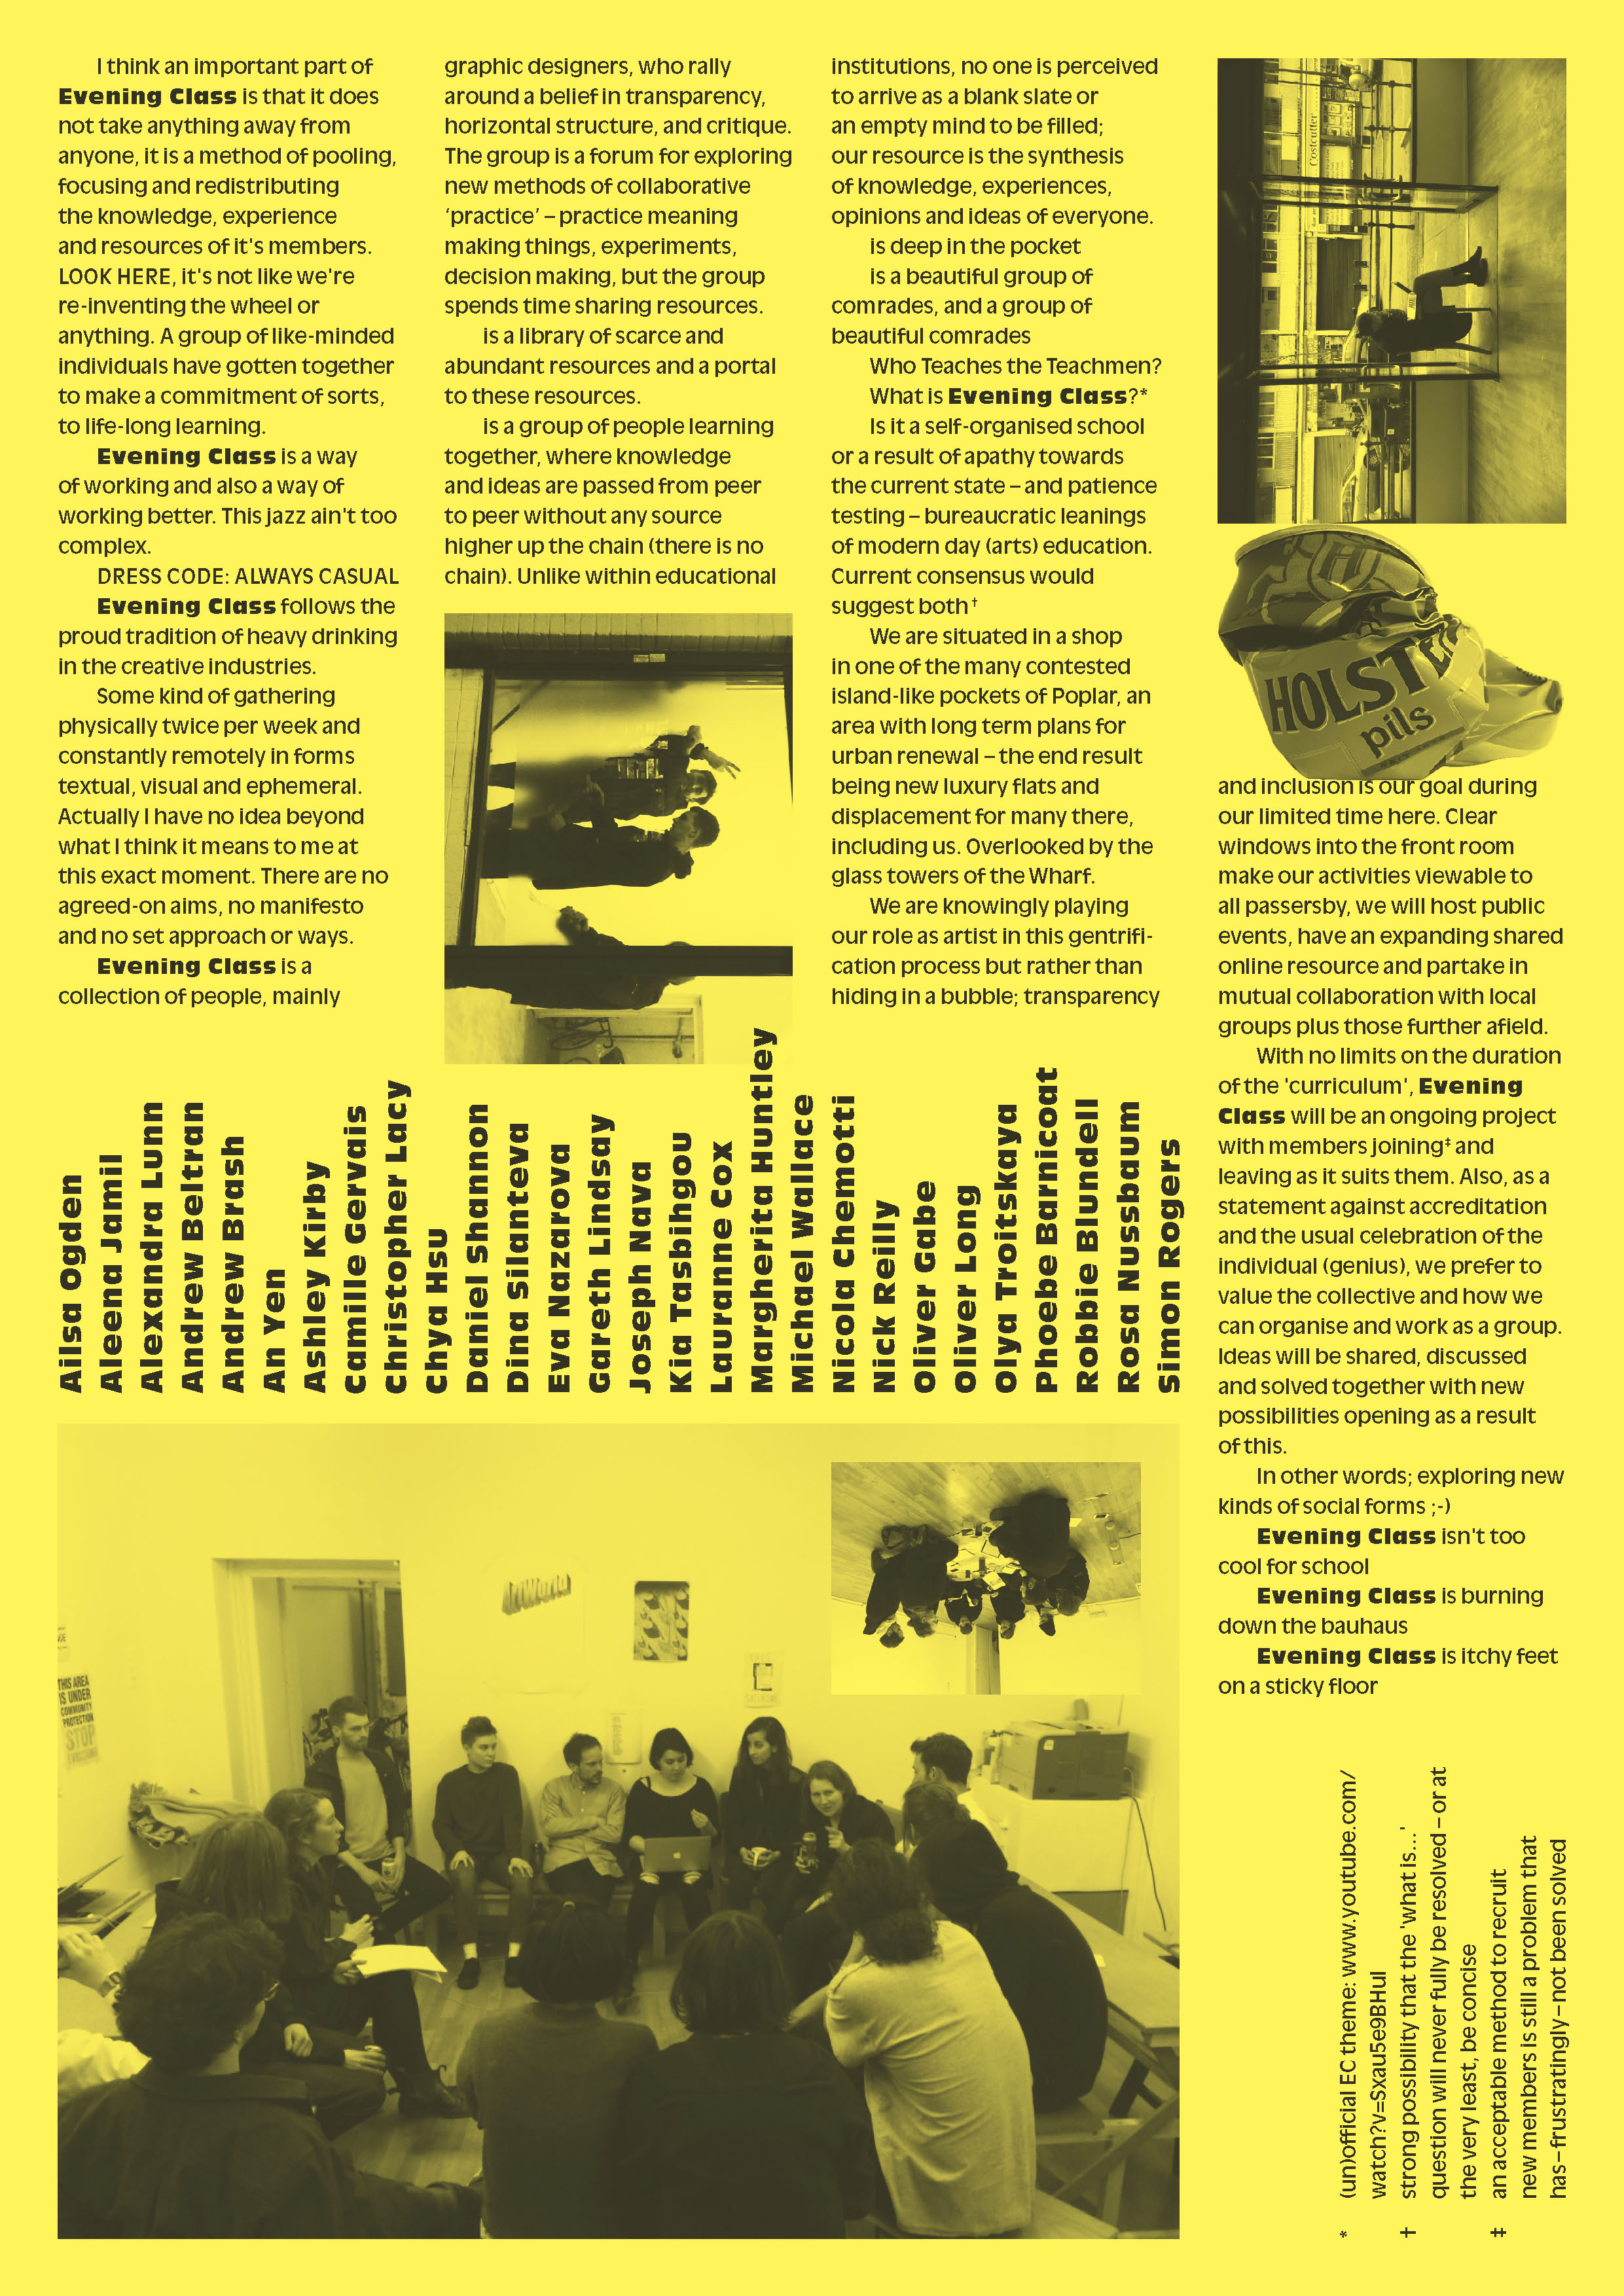 I think an important part of
Evening Class is that it does
not take anything away from
anyone, it is a method of pooling,
focusing and redistributing
the knowledge, experience
and resources of it's members.
LOOK HERE, it's not like we're
re-inventing the wheel or
anything. A group of like-minded
individuals have gotten together
to make a commitment of sorts,
to life-long learning.
Evening Class is a way
of working and also a way of
working better. This jazz ain't too
complex.
DRESS CODE: ALWAYS CASUAL
Evening Class follows the
proud tradition of heavy drinking
in the creative industries.
Some kind of gathering
physically twice per week and
constantly remotely in forms
textual, visual and ephemeral.
Actually I have no idea beyond
what I think it means to me at
this exact moment. There are no
agreed-on aims, no manifesto
and no set approach or ways.
Evening Class is a
collection of people, mainly
graphic designers, who rally
around a belief in transparency,
horizontal structure, and critique.
The group is a forum for exploring
new methods of collaborative
‘practice’ – practice meaning
making things, experiments,
decision making, but the group
spends time sharing resources.
is a library of scarce and
abundant resources and a portal
to these resources.
is a group of people learning
together, where knowledge
and ideas are passed from peer
to peer without any source
higher up the chain (there is no
chain). Unlike within educational
institutions, no one is perceived
to arrive as a blank slate or
an empty mind to be filled;
our resource is the synthesis
of knowledge, experiences,
opinions and ideas of everyone.
is deep in the pocket
is a beautiful group of
comrades, and a group of
beautiful comrades
Who Teaches the Teachmen?
What is Evening Class?*
Is it a self-organised school
or a result of apathy towards
the current state – and patience
testing – bureaucratic leanings
of modern day (arts) education.
Current consensus would
suggest both†
We are situated in a shop
in one of the many contested
island-like pockets of Poplar, an
area with long term plans for
urban renewal – the end result
being new luxury flats and
displacement for many there,
including us. Overlooked by the
glass towers of the Wharf.
We are knowingly playing
our role as artist in this gentrifi-
cation process but rather than
hiding in a bubble; transparency
Costcutter
HOLSTE
pils
and inclusion is our goal during
our limited time here. Clear
windows into the front room
make our activities viewable to
all passersby, we will host public
events, have an expanding shared
online resource and partake in
mutual collaboration with local
groups plus those further afield.
With no limits on the duration
of the 'curriculum', Evening
Class will be an ongoing project
with members joining‡ and
leaving as it suits them. Also, as a
statement against accreditation
and the usual celebration of the
individual (genius), we prefer to
value the collective and how we
can organise and work as a group.
Ideas will be shared, discussed
and solved together with new
possibilities opening as a result
of this.
In other words; exploring new
kinds of social forms ;-)
Evening Class isn't too
cool for school
Evening Class is burning
down the bauhaus
Evening Class is itchy feet
on a sticky floor
Ailsa Ogden
Aleena Jamil
Alexandra Lunn
Andrew Beltran
Andrew Brash
An Yen
Ashley Kirby
Camille Gervais
Christopher Lacy
Chya Hsu
Daniel Shannon
Dina Silanteva
Eva Nazarova
Gareth Lindsay
Joseph Nava
Kia Tasbihgou
Lauranne Cox
Margherita Huntley
Michael Wallace
Nicola Chemotti
Nick Reilly
Oliver Gabe
Oliver Long
Olya Troitskaya
Phoebe Barnicoat
Robbie Blundell
Rosa Nussbaum
Simon Rogers
ArtWorld
THIS AREA
IS UNDER
COMMUNITY
PROTECTION
STOP
* (un)official EC theme: www.youtube.com/
watch?v=Sxau5e9BHuI
† strong possibility that the 'what is...'
question will never fully be resolved – or at
the very least, be concise
‡ an acceptable method to recruit
new members is still a problem that
has – frustratingly – not been solved